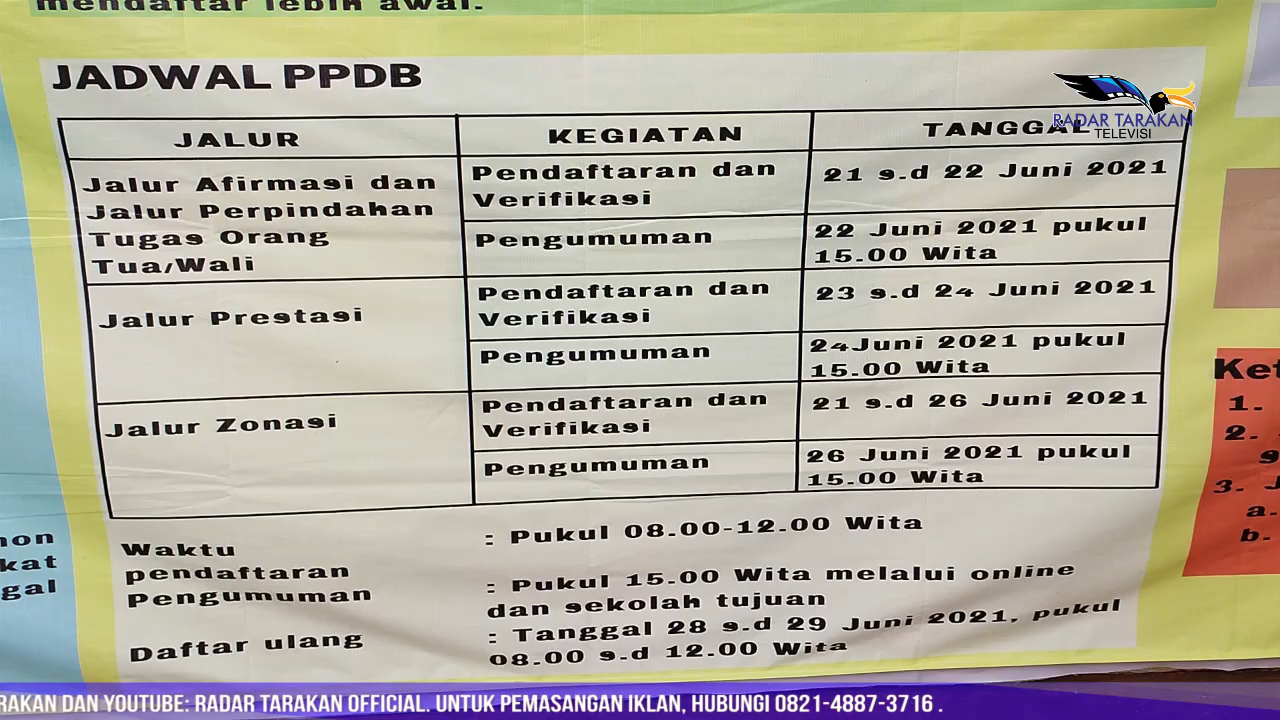 mendaftar lebih awal.
JADWAL PPDB
RADAR TARAKAN
TELEVISI
JALUR KEGIATAN TANGGAL
Jalur Afirmasi dan
Jalur Perpindahan
Tugas Orang
Tua/Wali
Pendaftaran dan
Verifikasi
21 s.d 22 Juni 2021
Pengumuman
22 Juni 2021 pukul
15.00 Wita
Jalur Prestasi
Pendaftaran dan
Verifikasi
23 s.d 24 Juni 2021
Pengumuman
24Juni 2021 pukul
15.00 Wita
Jalur Zonasi
Pendaftaran dan
Verifikasi
21 s.d 26 Juni 2021
Pengumuman
26 Juni 2021 pukul
15.00 Wita
Waktu
pendaftaran
: Pukul 08.00-12.00 Wita
Pengumuman
: Pukul 15.00 Wita melalui online
dan sekolah tujuan
Daftar ulang
: Tanggal 28 s.d 29 Juni 2021, pukul
08.00 s.d 12.00 Wita
kat
gal
Ket
1.
2.
3. J
a.
b.
RAKAN DAN YOUTUBE: RADAR TARAKAN OFFICIAL. UNTUK PEMASANGAN IKLAN, HUBUNGI 0821-4887-3716 .